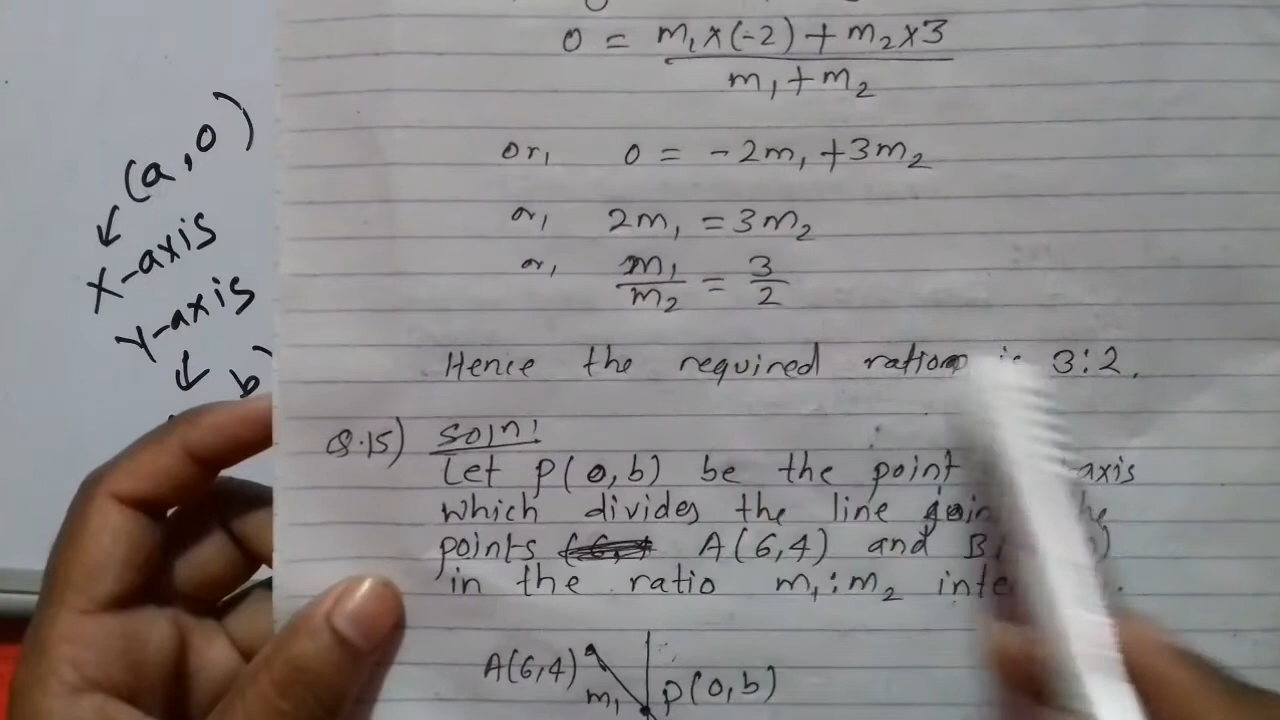 0 = m₁×(-2) + m₂×3
m₁ + m₂
or, 0 = -2m₁ + 3m₂
or, 2m₁ = 3m₂
or, m₁/m₂ = 3/2
Hence the required ratio 3:2.
Q.15) Soln:
Let P(0,b) be the point axis
which divides the line
points A(6,4) and
in the ratio m₁:m₂
A(6,4)
m₁
P(0,b)
(a,0)
X-axis
Y-axis
b)